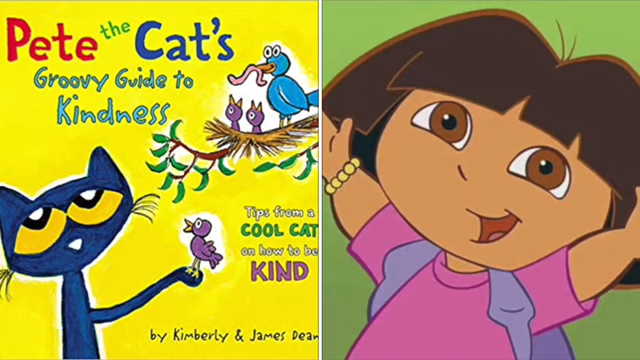 Pete the Cat's
Groovy Guide to
Kindness
Tips from a
COOL CAT
on how to be
KIND
by Kimberly & James Dean